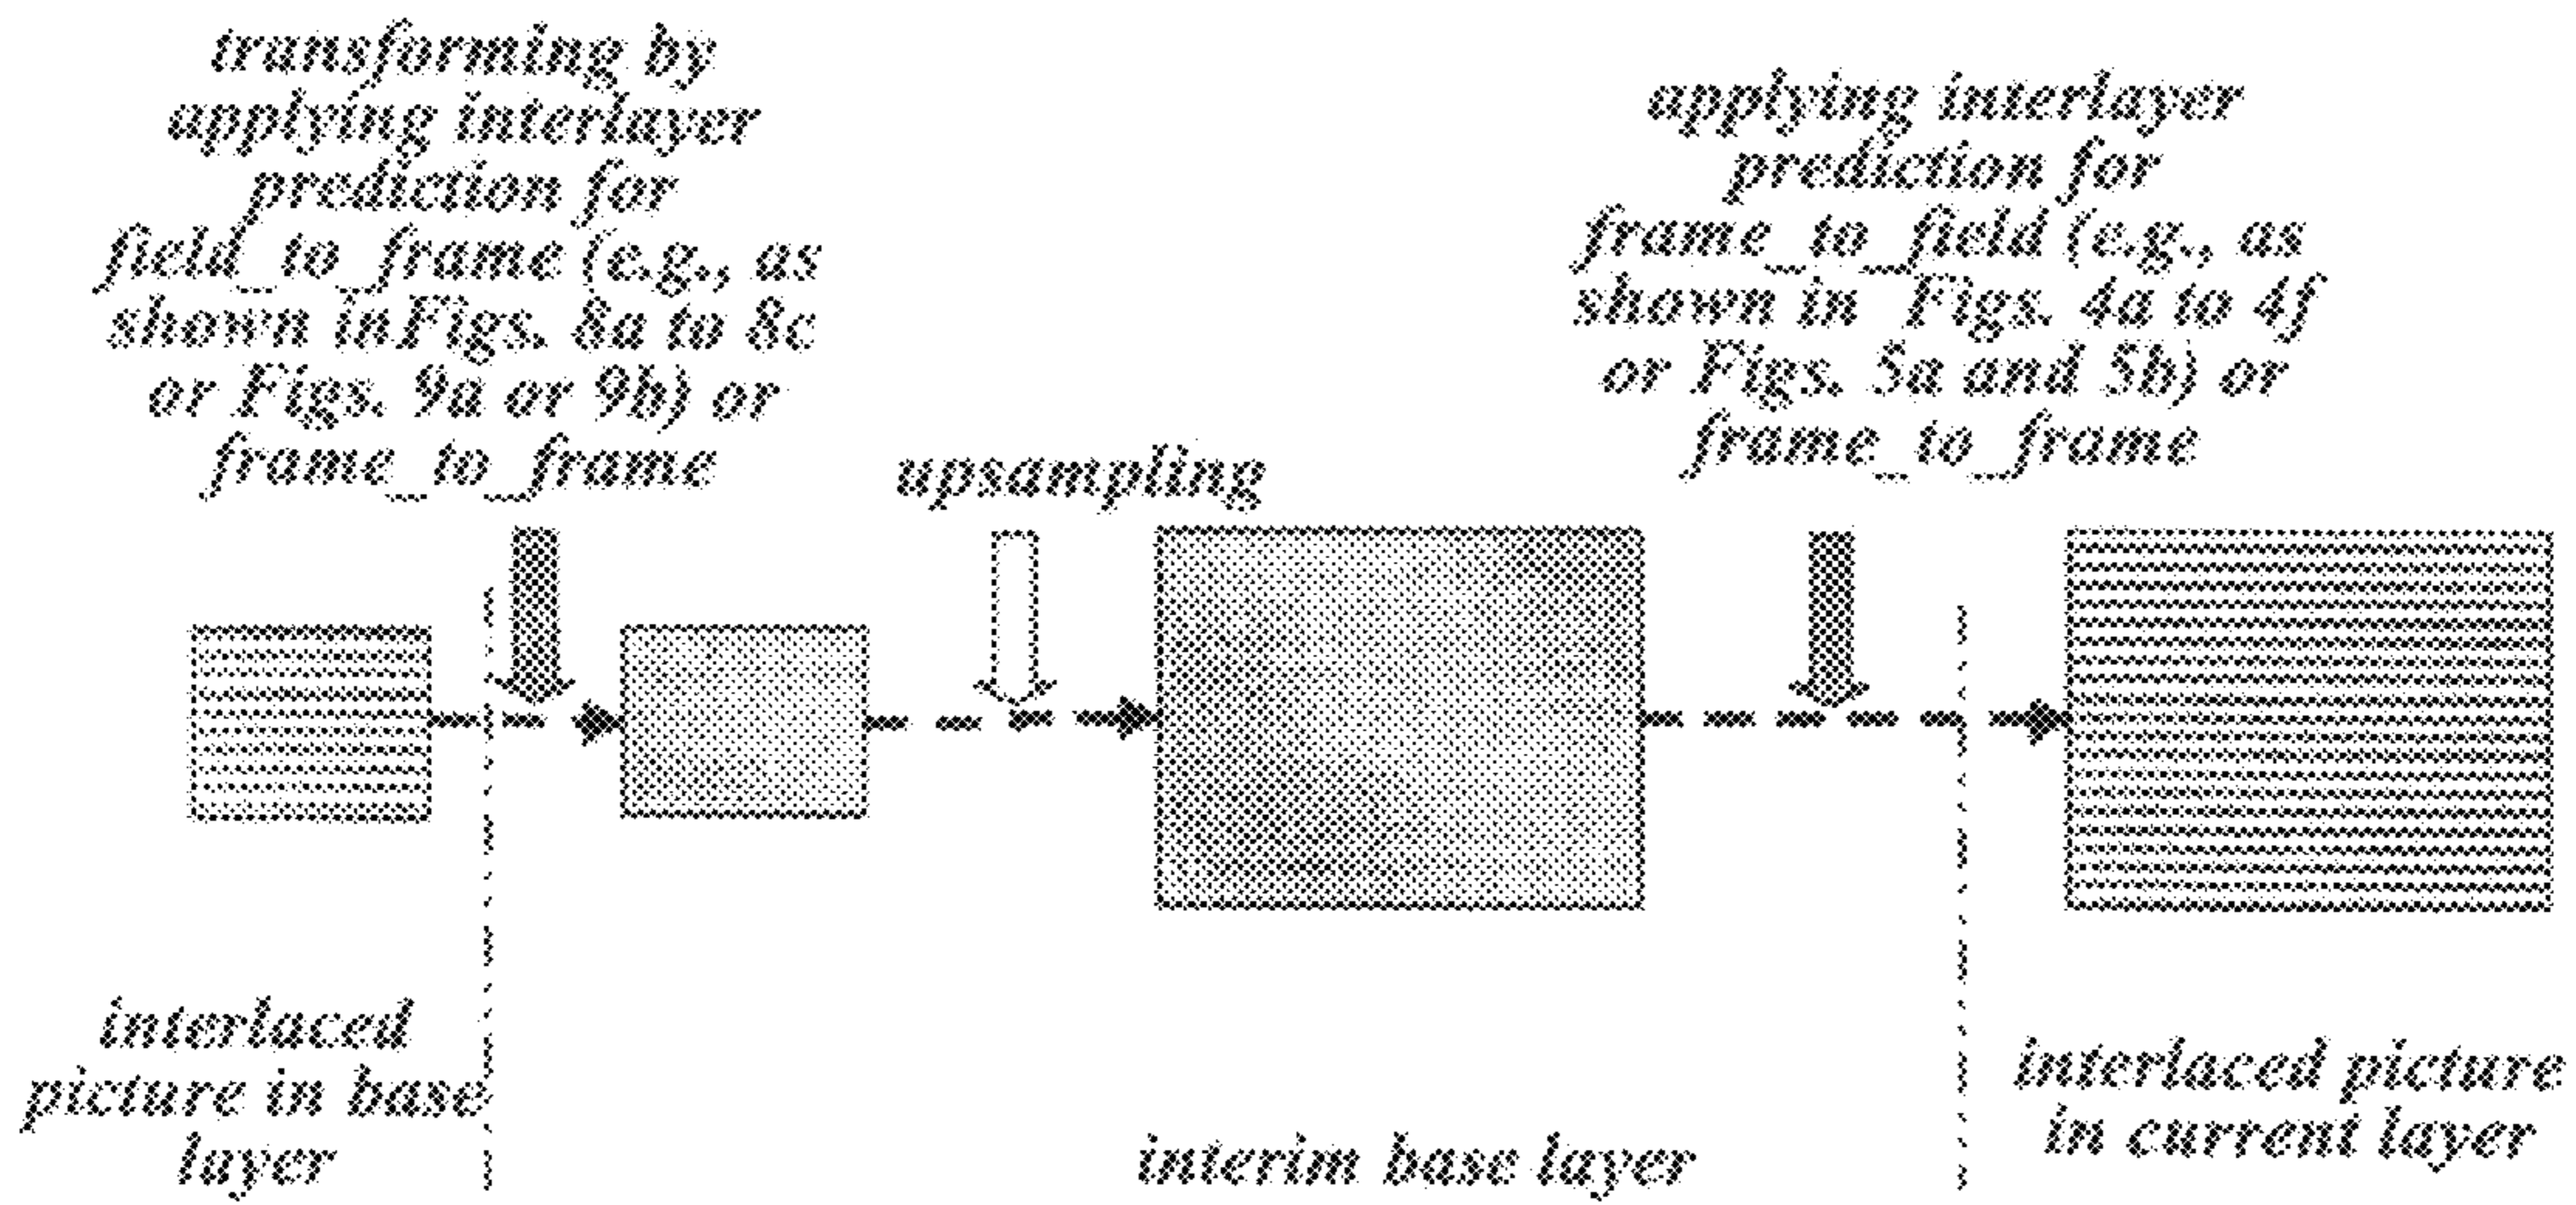 transforming by
applying interlayer
prediction for
field_to_frame (e.g., as
shown inFigs. 8a to 8c
or Figs. 9a or 9b) or
frame_to_frame
upsampling
applying interlayer
prediction for
frame_to_field (e.g., as
shown in Figs. 4a to 4f
or Figs. 5a and 5b) or
frame_to_frame
interlaced
picture in base
layer
interim base layer
interlaced picture
in current layer